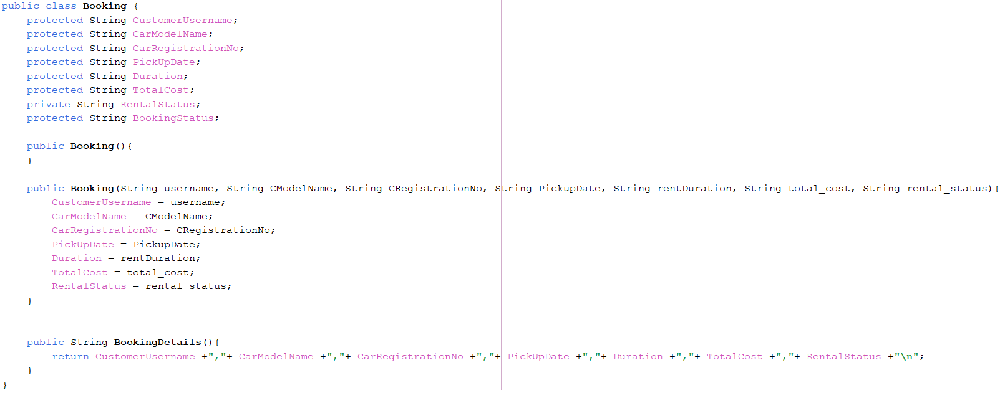 public class Booking {
    protected String CustomerUsername;
    protected String CarModelName;
    protected String CarRegistrationNo;
    protected String PickUpDate;
    protected String Duration;
    protected String TotalCost;
    private String RentalStatus;
    protected String BookingStatus;

    public Booking(){
    }

    public Booking(String username, String CModelName, String CRegistrationNo, String PickupDate, String rentDuration, String total_cost, String rental_status){
        CustomerUsername = username;
        CarModelName = CModelName;
        CarRegistrationNo = CRegistrationNo;
        PickUpDate = PickupDate;
        Duration = rentDuration;
        TotalCost = total_cost;
        RentalStatus = rental_status;
    }

    public String BookingDetails(){
        return CustomerUsername +","+ CarModelName +","+ CarRegistrationNo +","+ PickUpDate +","+ Duration +","+ TotalCost +","+ RentalStatus +"\n";
    }
}